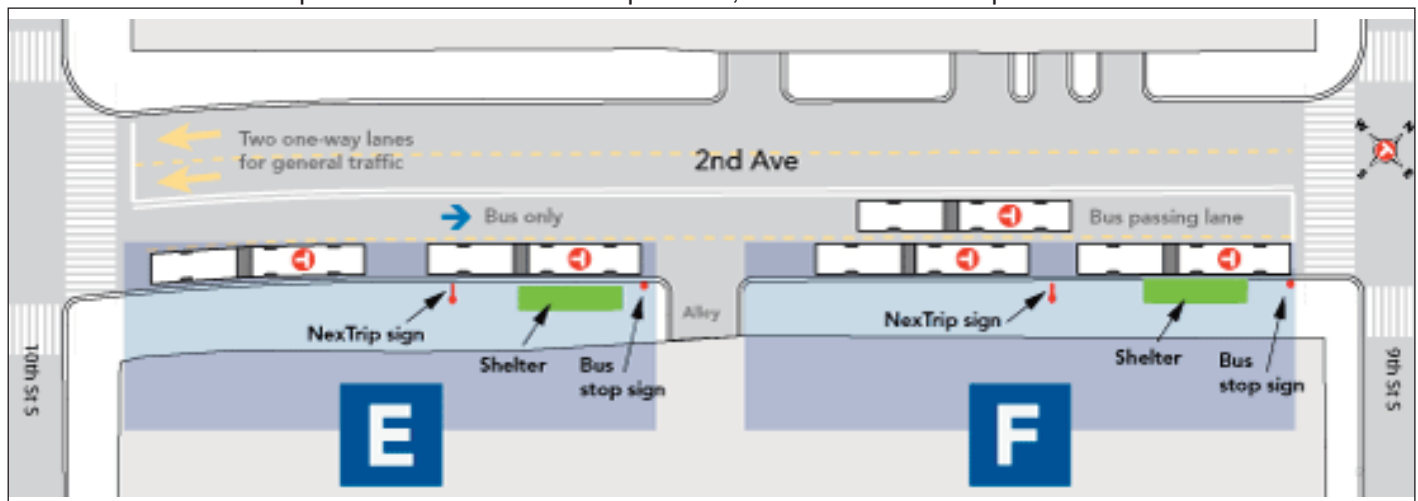 Two one-way lanes
for general traffic
2nd Ave
Bus only
Bus passing lane
NexTrip sign
Shelter
Bus
stop sign
Alley
NexTrip sign
Shelter
Bus
stop sign
10th St S
9th St S
E
F
W
N
S
E
T
T
T
T
T